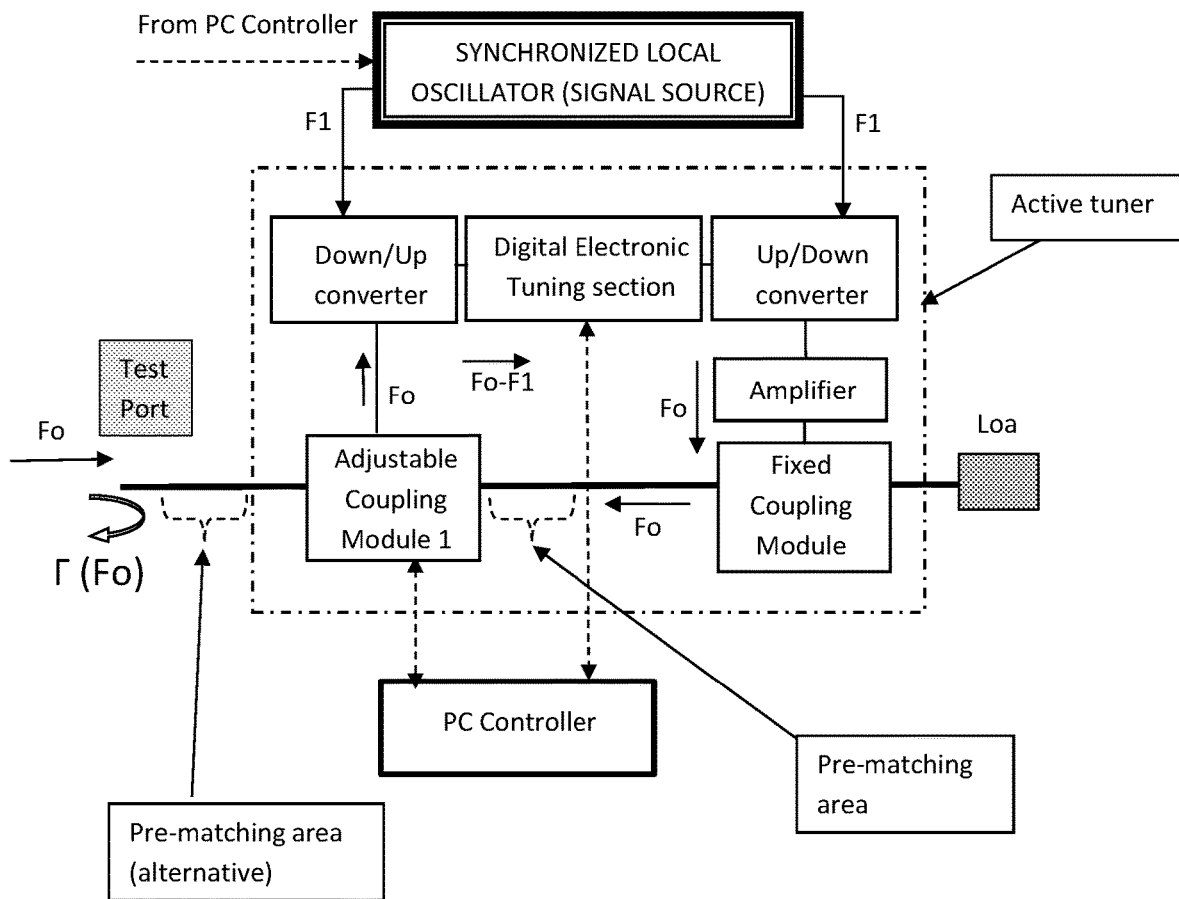 From PC Controller
SYNCHRONIZED LOCAL
OSCILLATOR (SIGNAL SOURCE)
F1
F1
Active tuner
Down/Up
converter
Digital Electronic
Tuning section
Up/Down
converter
Test
Port
Fo
Fo-F1
Fo
Amplifier
Loa
Fo
Adjustable
Coupling
Module 1
Fixed
Coupling
Module
Fo
Γ (Fo)
PC Controller
Pre-matching
area
Pre-matching area
(alternative)